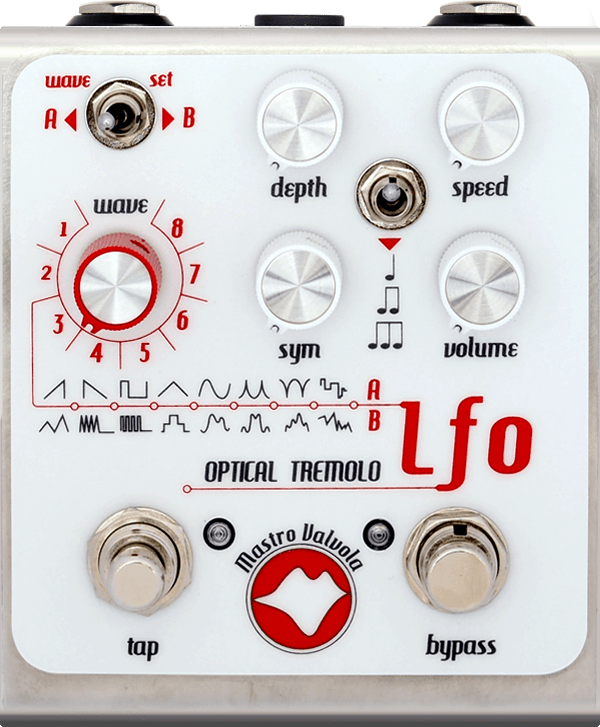 wave set
A B
depth
speed
wave
1
2
3
4
5
6
7
8
sym
volume
A
B
lfo
OPTICAL TREMOLO
Mastro Valvola
tap
bypass